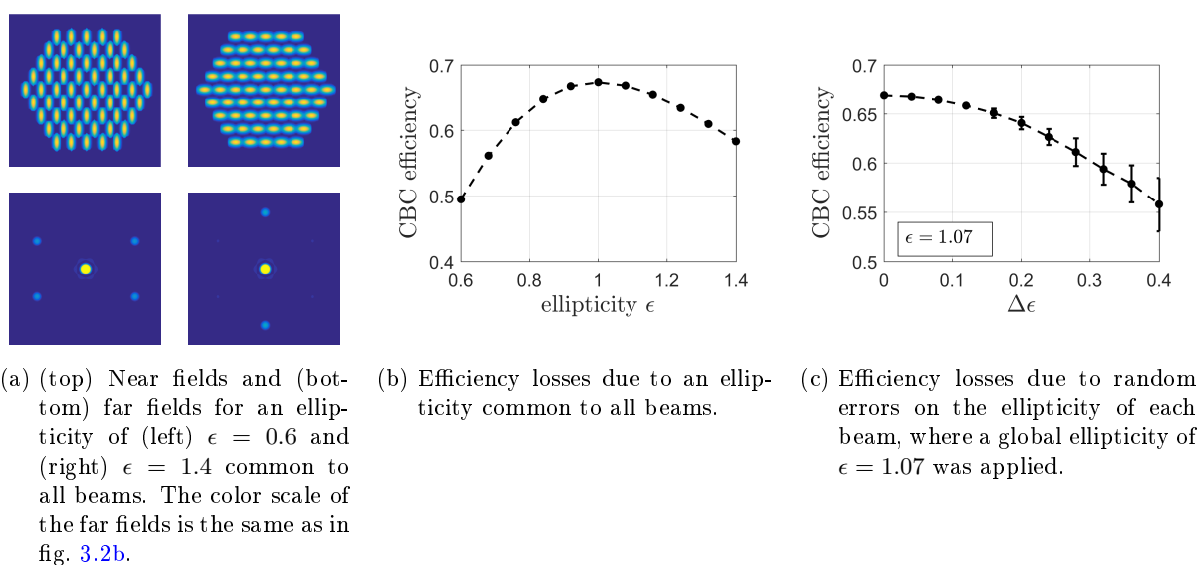 0.7
0.6
0.5
0.4
0.6
0.8
1
1.2
1.4
CBC efficiency
ellipticity ϵ
0.7
0.65
0.6
0.55
0.5
0
0.1
0.2
0.3
0.4
CBC efficiency
ϵ = 1.07
Δϵ
(a) (top) Near fields and (bot-
tom) far fields for an ellip-
ticity of (left) ϵ = 0.6 and
(right) ϵ = 1.4 common to
all beams. The color scale of
the far fields is the same as in
fig. 3.2b.
(b) Efficiency losses due to an ellip-
ticity common to all beams.
(c) Efficiency losses due to random
errors on the ellipticity of each
beam, where a global ellipticity of
ϵ = 1.07 was applied.